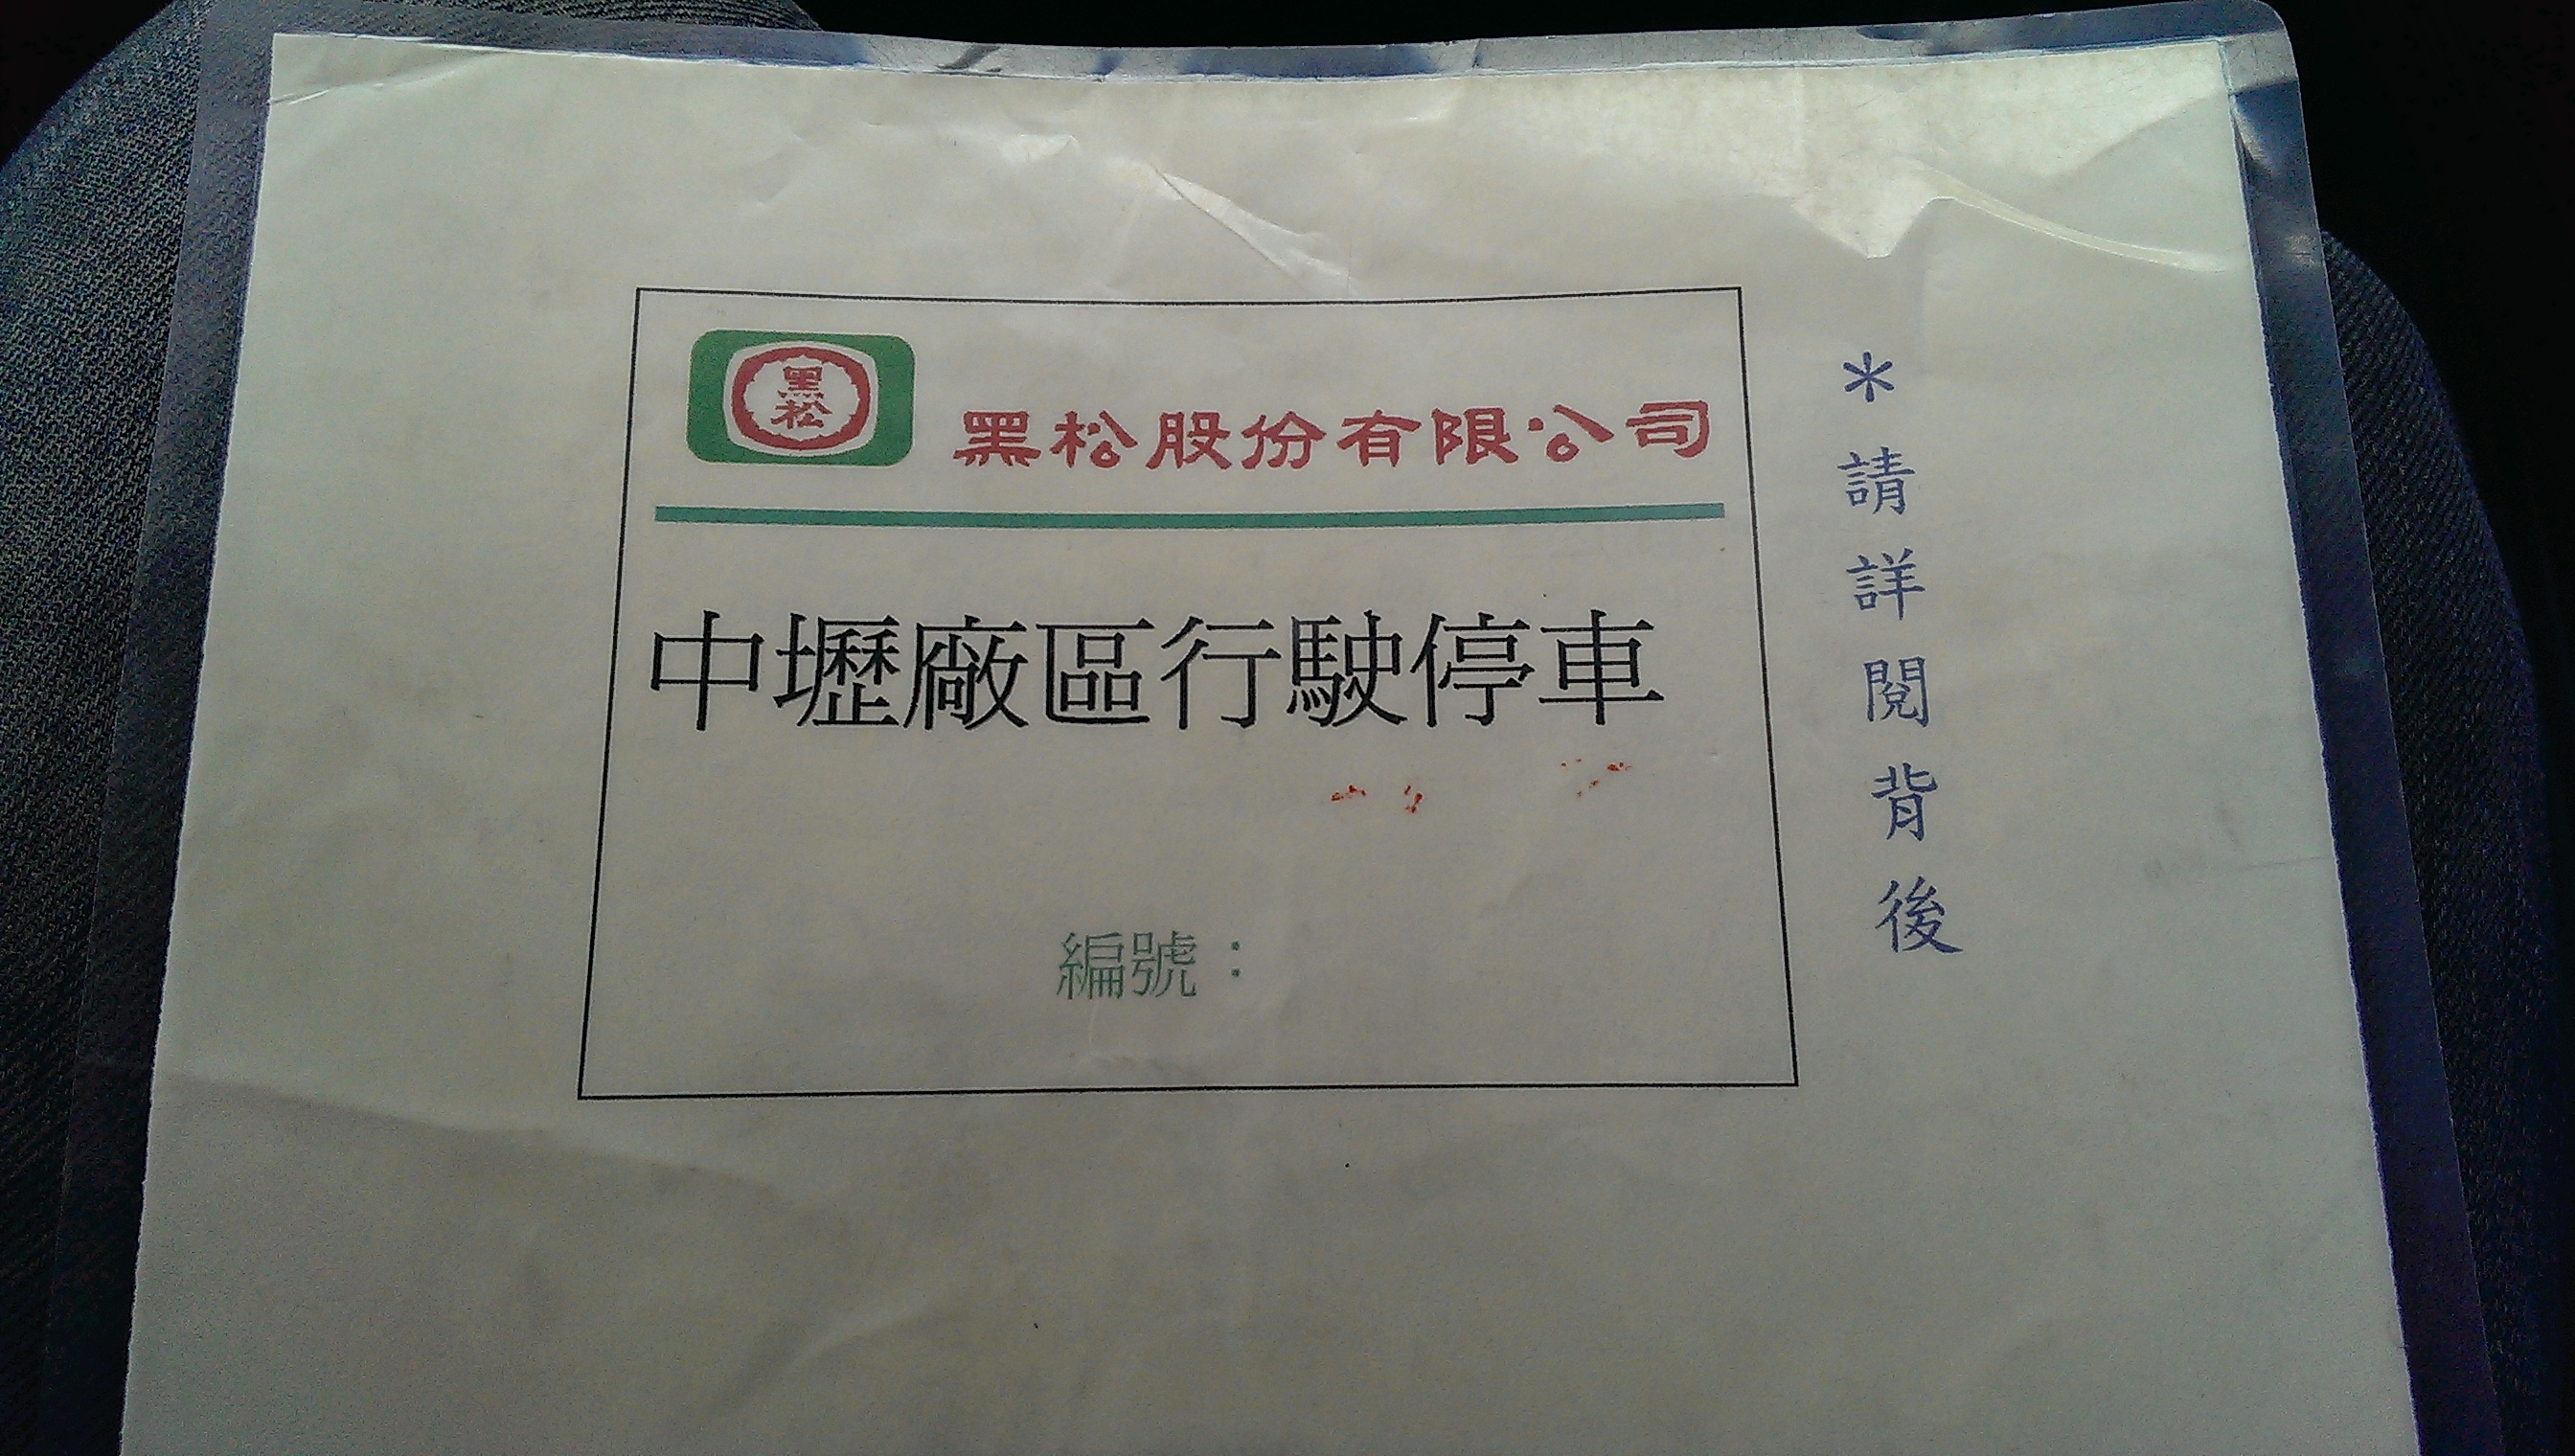 黑松
黑松股份有限公司
中壢廠區行駛停車
編號：
＊請詳閱背後